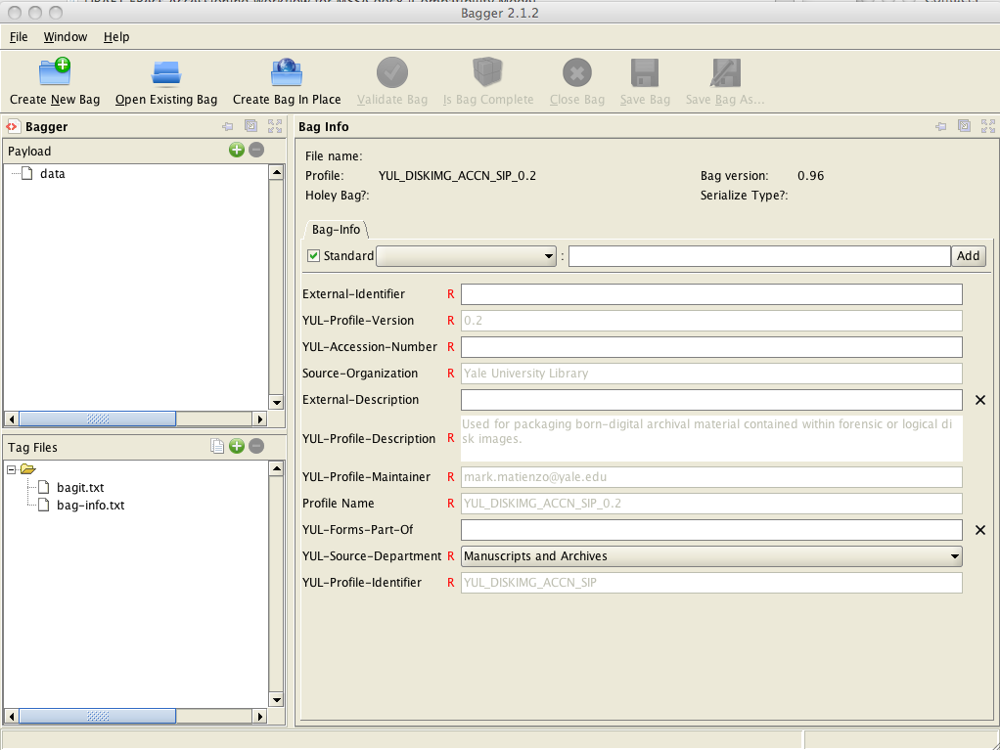 Bagger 2.1.2
File Window Help
Create New Bag Open Existing Bag Create Bag In Place Validate Bag Is Bag Complete Close Bag Save Bag Save Bag As...
Bagger
Payload
data
Tag Files
bagit.txt
bag-info.txt
Bag Info
File name:
Profile: YUL_DISKIMG_ACCN_SIP_0.2 Bag version: 0.96
Holey Bag?: Serialize Type?:
Bag-Info
Standard : Add
External-Identifier R
YUL-Profile-Version R 0.2
YUL-Accession-Number R
Source-Organization R Yale University Library
External-Description
YUL-Profile-Description R Used for packaging born-digital archival material contained within forensic or logical di
sk images.
YUL-Profile-Maintainer R mark.matienzo@yale.edu
Profile Name R YUL_DISKIMG_ACCN_SIP_0.2
YUL-Forms-Part-Of
YUL-Source-Department R Manuscripts and Archives
YUL-Profile-Identifier R YUL_DISKIMG_ACCN_SIP